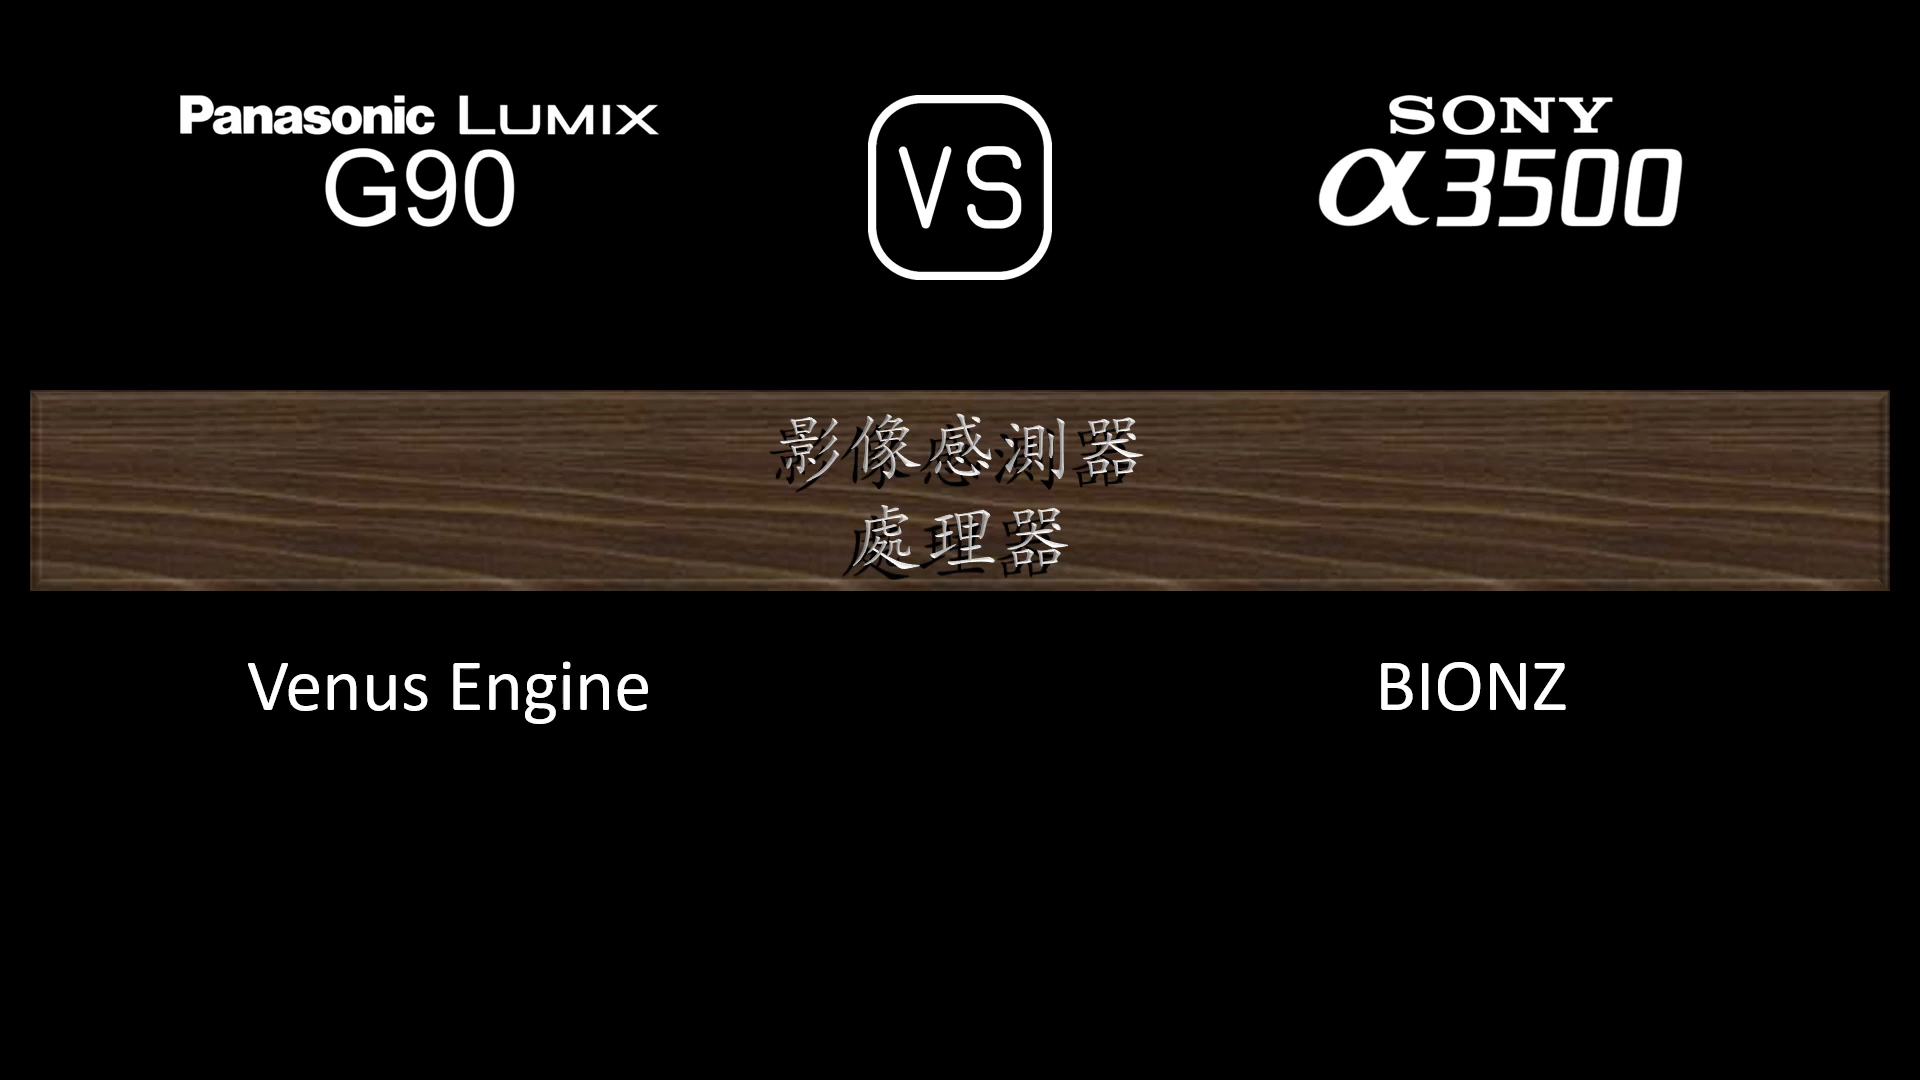 Panasonic LUMIX
G90
VS
SONY
α3500
影像感測器
處理器
Venus Engine
BIONZ